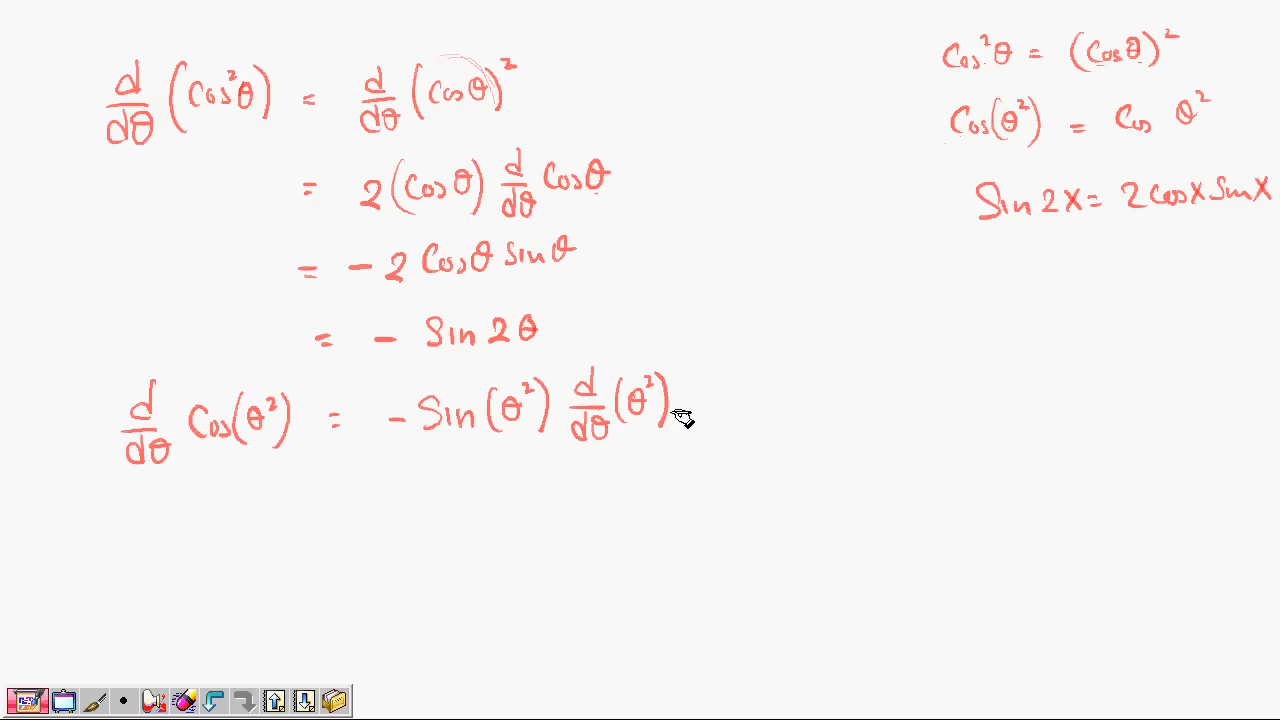 d/dθ (Cos²θ) = d/dθ (Cosθ)²
= 2(Cosθ) d/dθ Cosθ
= - 2 Cosθ sinθ
= - Sin 2θ
d/dθ Cos(θ²) = - Sin(θ²) d/dθ (θ²)
Cos²θ = (Cosθ)²
Cos(θ²) = Cos θ²
Sin 2x = 2 cosx sinx